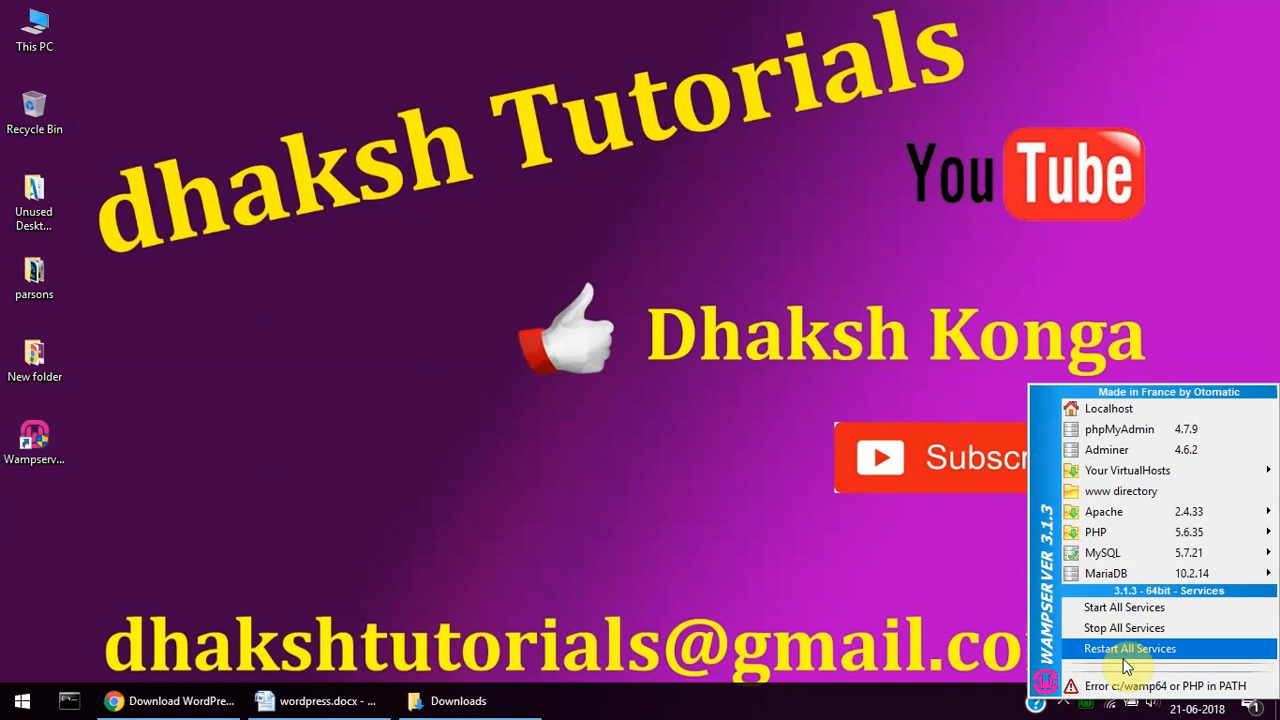 This PC
Recycle Bin
Unused
Deskt...
parsons
New folder
Wampserv...
dhaksh Tutorials
You Tube
Dhaksh Konga
Subscr
dhakshtutorials@gmail.co
Made in France by Otomatic
Localhost
phpMyAdmin 4.7.9
Adminer 4.6.2
Your VirtualHosts
www directory
Apache 2.4.33
PHP 5.6.35
MySQL 5.7.21
MariaDB 10.2.14
3.1.3 - 64bit - Services
Start All Services
Stop All Services
Restart All Services
Error c:/wamp64 or PHP in PATH
WAMPSERVER 3.1.3
Download WordPre...
wordpress.docx - ...
Downloads
21-06-2018
1